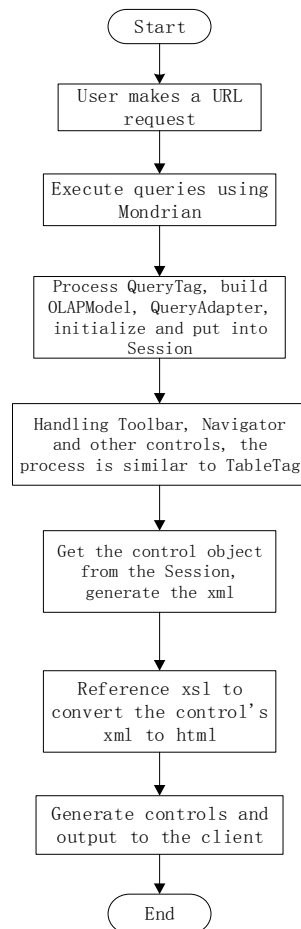 Start
User makes a URL
request
Execute queries using
Mondrian
Process QueryTag, build
OLAPModel, QueryAdapter,
initialize and put into
Session
Handling Toolbar, Navigator
and other controls, the
process is similar to TableTag
Get the control object
from the Session,
generate the xml
Reference xsl to
convert the control's
xml to html
Generate controls and
output to the client
End